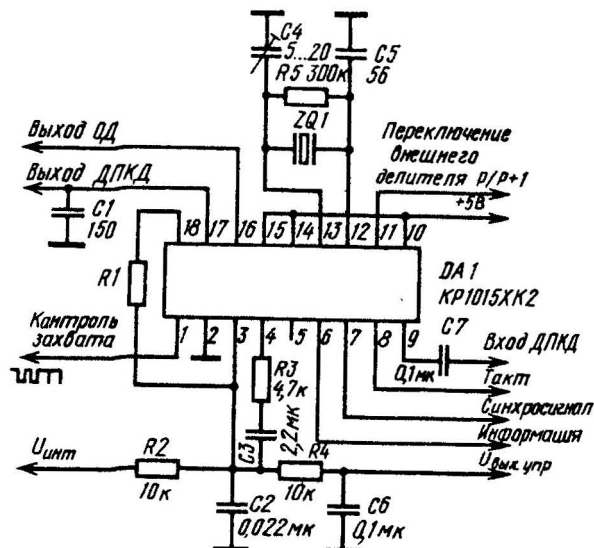 C4
5...20
R5 300к
C5
56
ZQ1
Выход ОД
Выход ДПКД
C1
150
Переключение
внешнего
делителя P/P+1
+5В
18 17 16 15 14 13 12 11 10
R1
DA1
КР1015ХК2
Контроль
захвата
1 2 3 4 5 6 7 8 9
C7
0,1мк
Вход ДПКД
Такт
Синхросигнал
Информация
Uвых упр
R3
4,7к
C3
2,2мк
Uинт
R2
10к
R4
10к
C2
0,022мк
C6
0,1мк